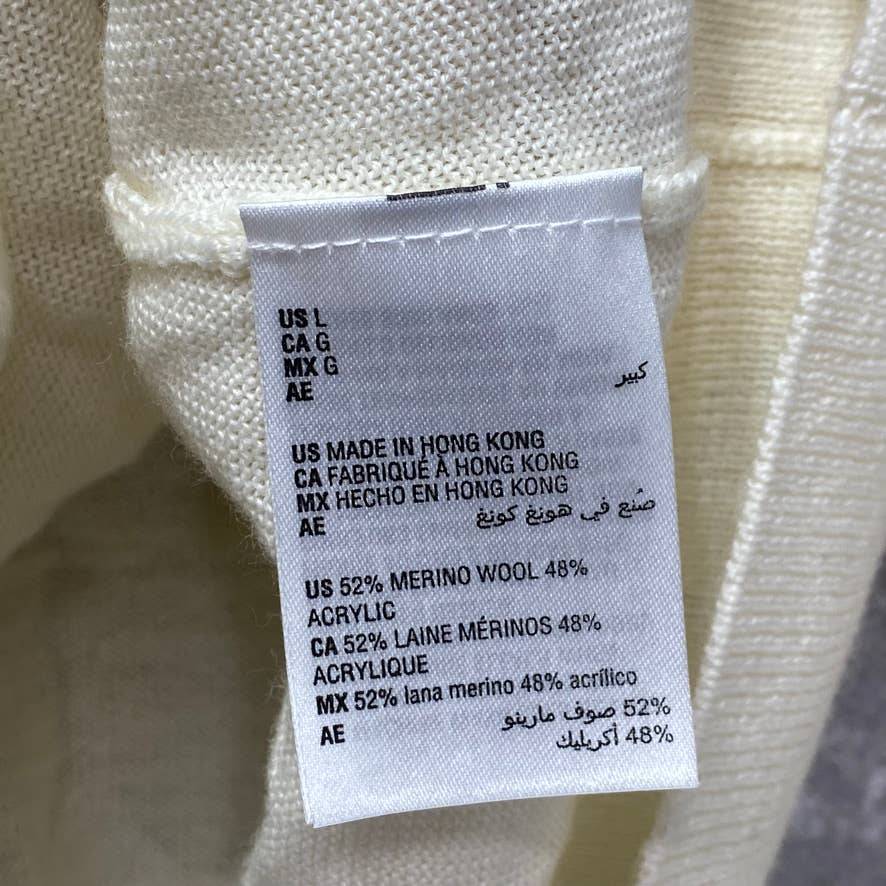 US L
CA G
MX G
AE كبير
US MADE IN HONG KONG
CA FABRIQUÉ À HONG KONG
MX HECHO EN HONG KONG
AE صُنع في هونغ كونغ
US 52% MERINO WOOL 48%
ACRYLIC
CA 52% LAINE MÉRINOS 48%
ACRYLIQUE
MX 52% lana merino 48% acrílico
AE 52% صوف مارينو
48% أكريليك